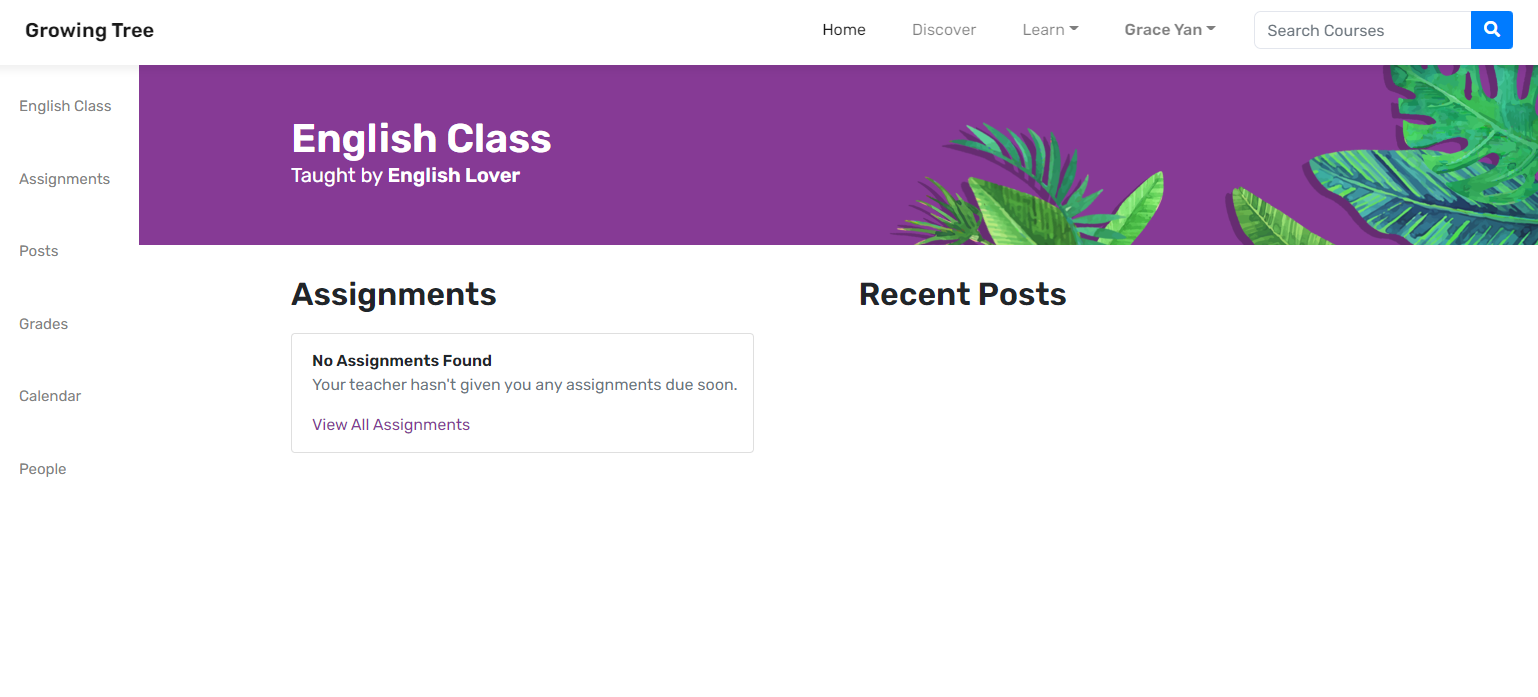 Growing Tree
Home
Discover
Learn
Grace Yan
Search Courses
English Class
Assignments
Posts
Grades
Calendar
People
English Class
Taught by English Lover
Assignments
No Assignments Found
Your teacher hasn't given you any assignments due soon.
View All Assignments
Recent Posts